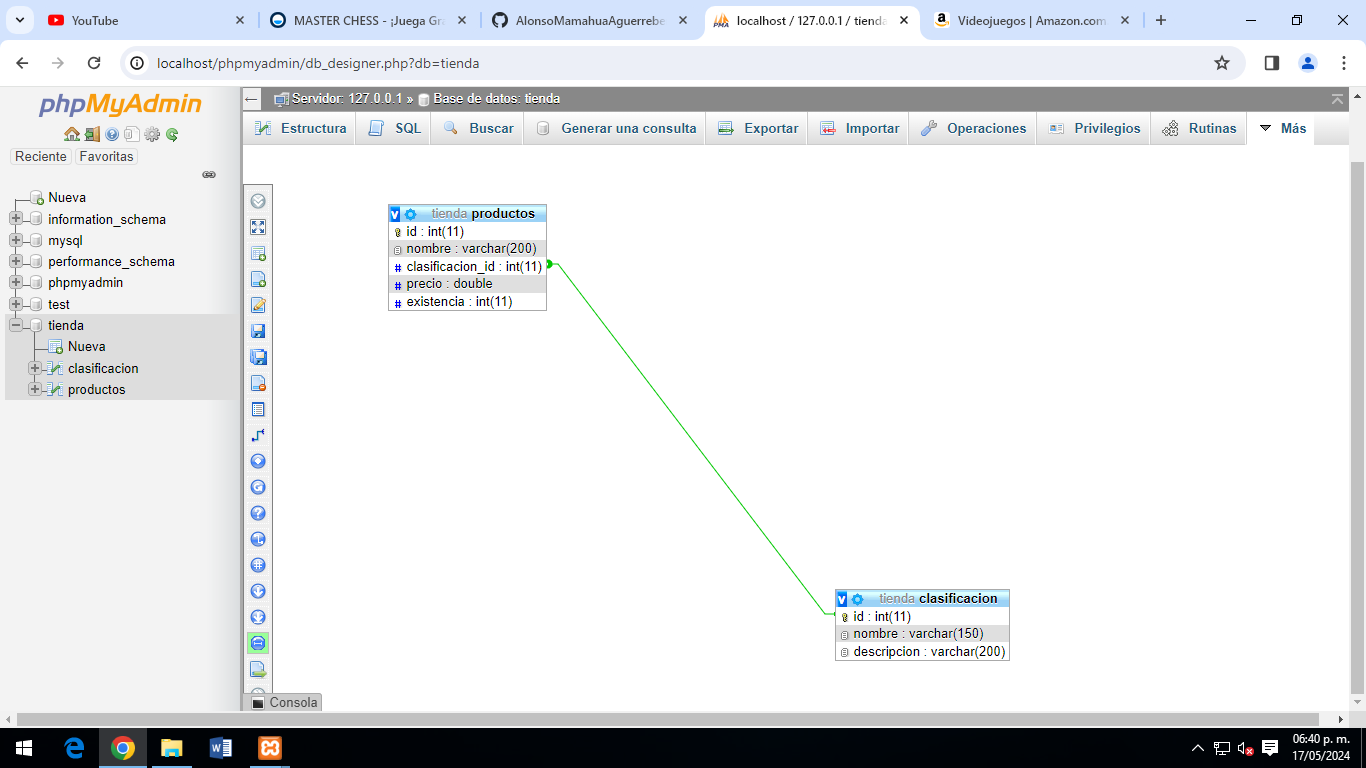 YouTube
MASTER CHESS - ¡Juega Gra
AlonsoMamahuaAguerrebe
localhost / 127.0.0.1 / tienda
Videojuegos | Amazon.com
localhost/phpmyadmin/db_designer.php?db=tienda
phpMyAdmin
Reciente Favoritas
Nueva
information_schema
mysql
performance_schema
phpmyadmin
test
tienda
Nueva
clasificacion
productos
Servidor: 127.0.0.1 » Base de datos: tienda
Estructura SQL Buscar Generar una consulta Exportar Importar Operaciones Privilegios Rutinas Más
v tienda productos
id : int(11)
nombre : varchar(200)
# clasificacion_id : int(11)
# precio : double
# existencia : int(11)
v tienda clasificacion
id : int(11)
nombre : varchar(150)
descripcion : varchar(200)
Consola
06:40 p. m.
17/05/2024